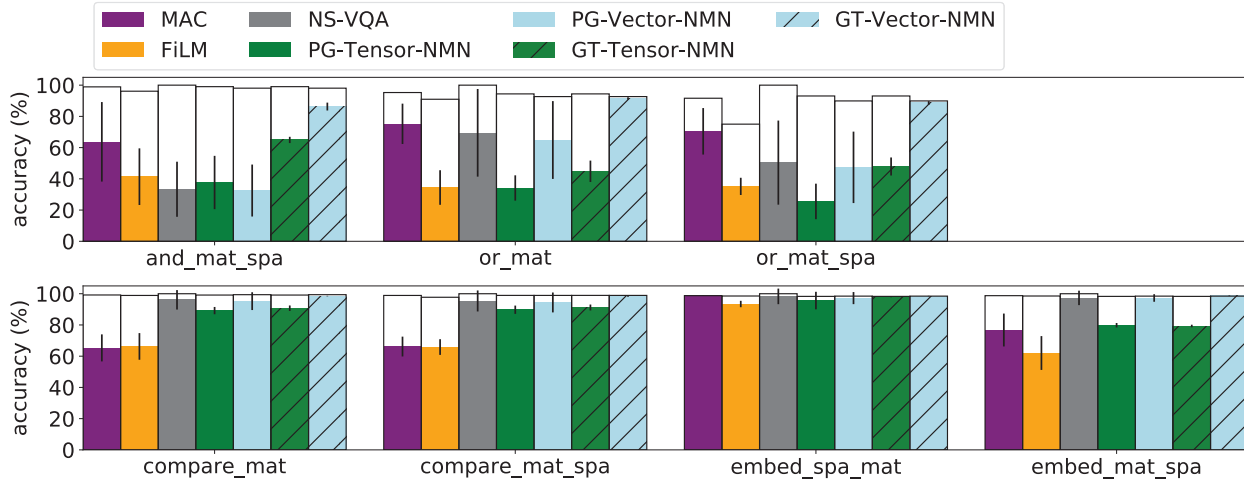 MAC NS-VQA PG-Vector-NMN GT-Vector-NMN
FiLM PG-Tensor-NMN GT-Tensor-NMN
accuracy (%)
100
80
60
40
20
0
and_mat_spa or_mat or_mat_spa
accuracy (%)
100
80
60
40
20
0
compare_mat compare_mat_spa embed_spa_mat embed_mat_spa